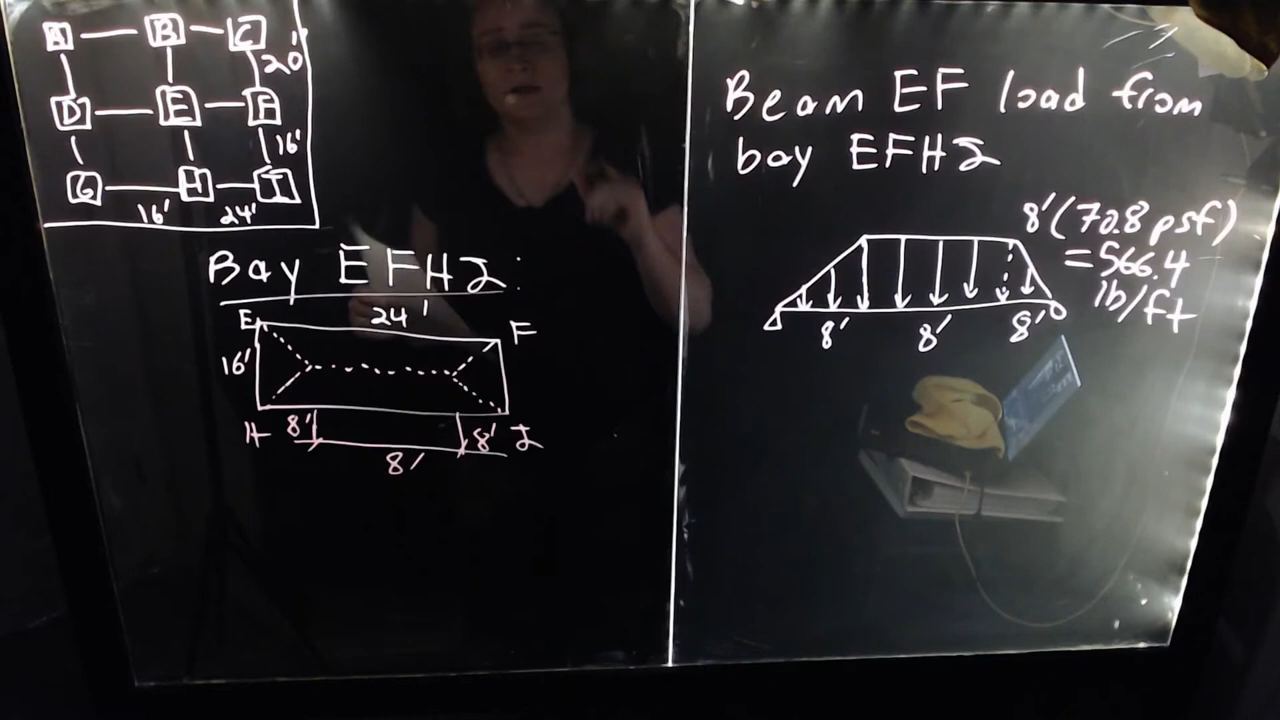 A B C
20'
D E F
16'
G H I
16' 24'
Bay EFHI:
24'
E F
16'
H 8' 8' I
8'
Beam EF load from
bay EFHI
8'(70.8 psf)
=566.4
lb/ft
8' 8' 8'